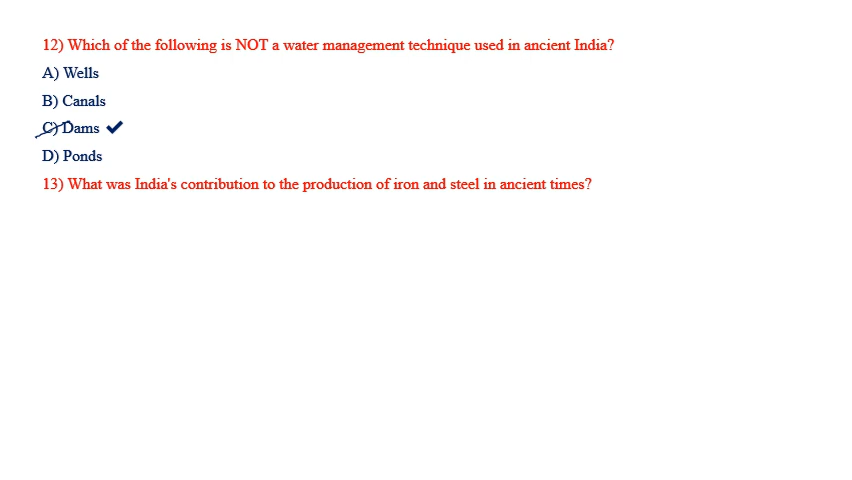 12) Which of the following is NOT a water management technique used in ancient India?
A) Wells
B) Canals
C) Dams ✔
D) Ponds
13) What was India's contribution to the production of iron and steel in ancient times?